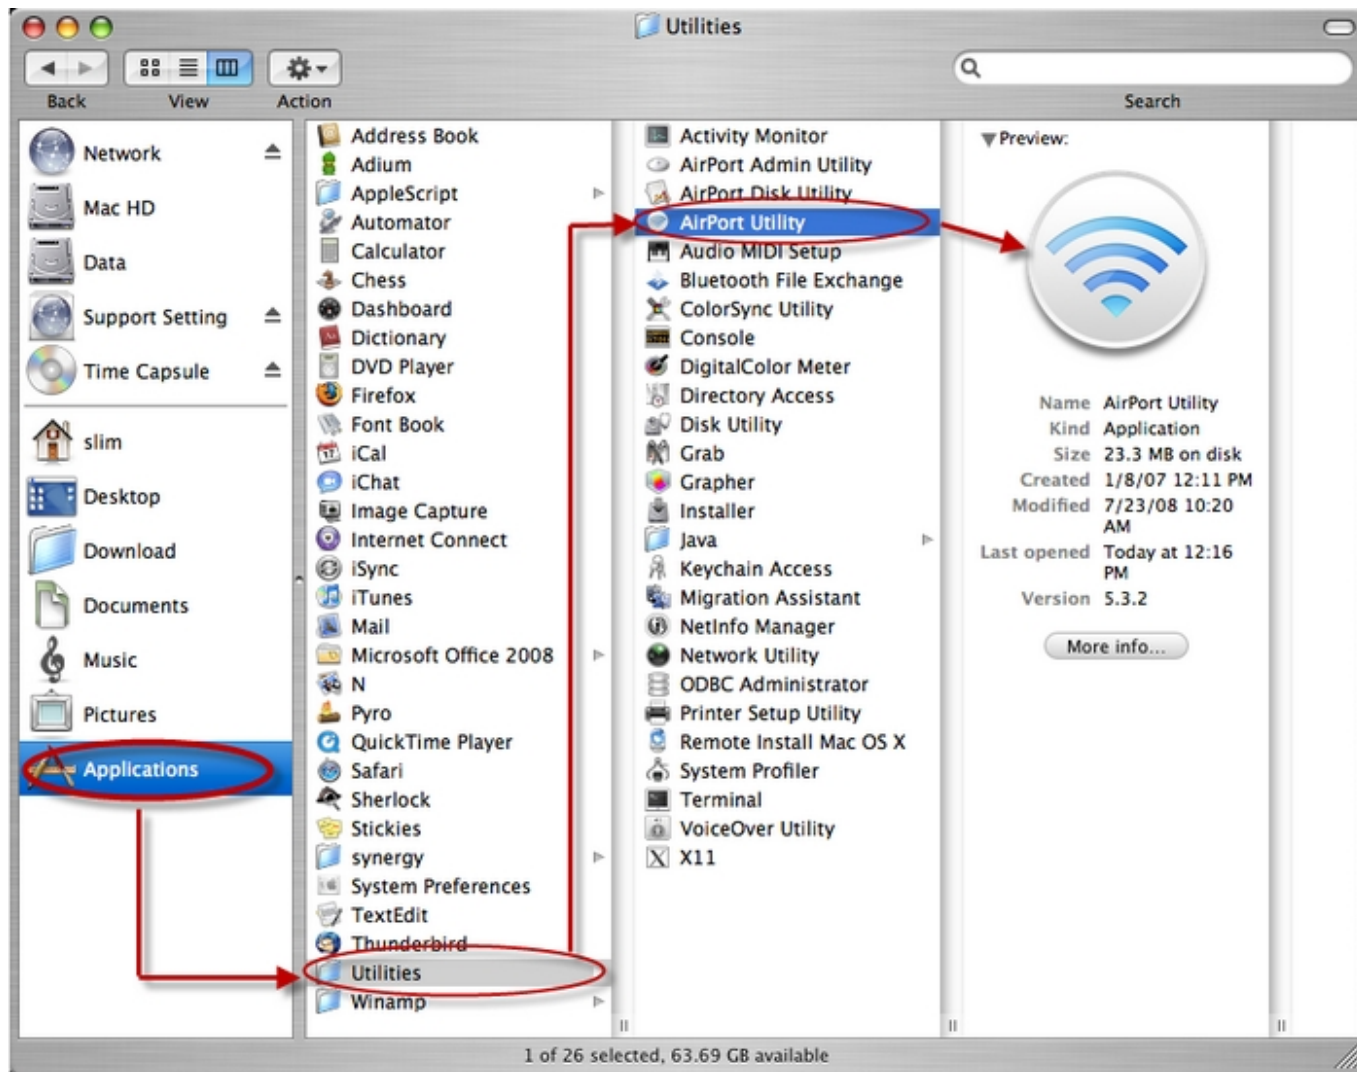 Utilities
Back
View
Action
Search
Network
Mac HD
Data
Support Setting
Time Capsule
slim
Desktop
Download
Documents
Music
Pictures
Applications
Address Book
Adium
AppleScript
Automator
Calculator
Chess
Dashboard
Dictionary
DVD Player
Firefox
Font Book
iCal
iChat
Image Capture
Internet Connect
iSync
iTunes
Mail
Microsoft Office 2008
N
Pyro
QuickTime Player
Safari
Sherlock
Stickies
synergy
System Preferences
TextEdit
Thunderbird
Utilities
Winamp
Activity Monitor
AirPort Admin Utility
AirPort Disk Utility
AirPort Utility
Audio MIDI Setup
Bluetooth File Exchange
ColorSync Utility
Console
DigitalColor Meter
Directory Access
Disk Utility
Grab
Grapher
Installer
Java
Keychain Access
Migration Assistant
NetInfo Manager
Network Utility
ODBC Administrator
Printer Setup Utility
Remote Install Mac OS X
System Profiler
Terminal
VoiceOver Utility
X11
Preview:
Name AirPort Utility
Kind Application
Size 23.3 MB on disk
Created 1/8/07 12:11 PM
Modified 7/23/08 10:20
AM
Last opened Today at 12:16
PM
Version 5.3.2
More info...
1 of 26 selected, 63.69 GB available